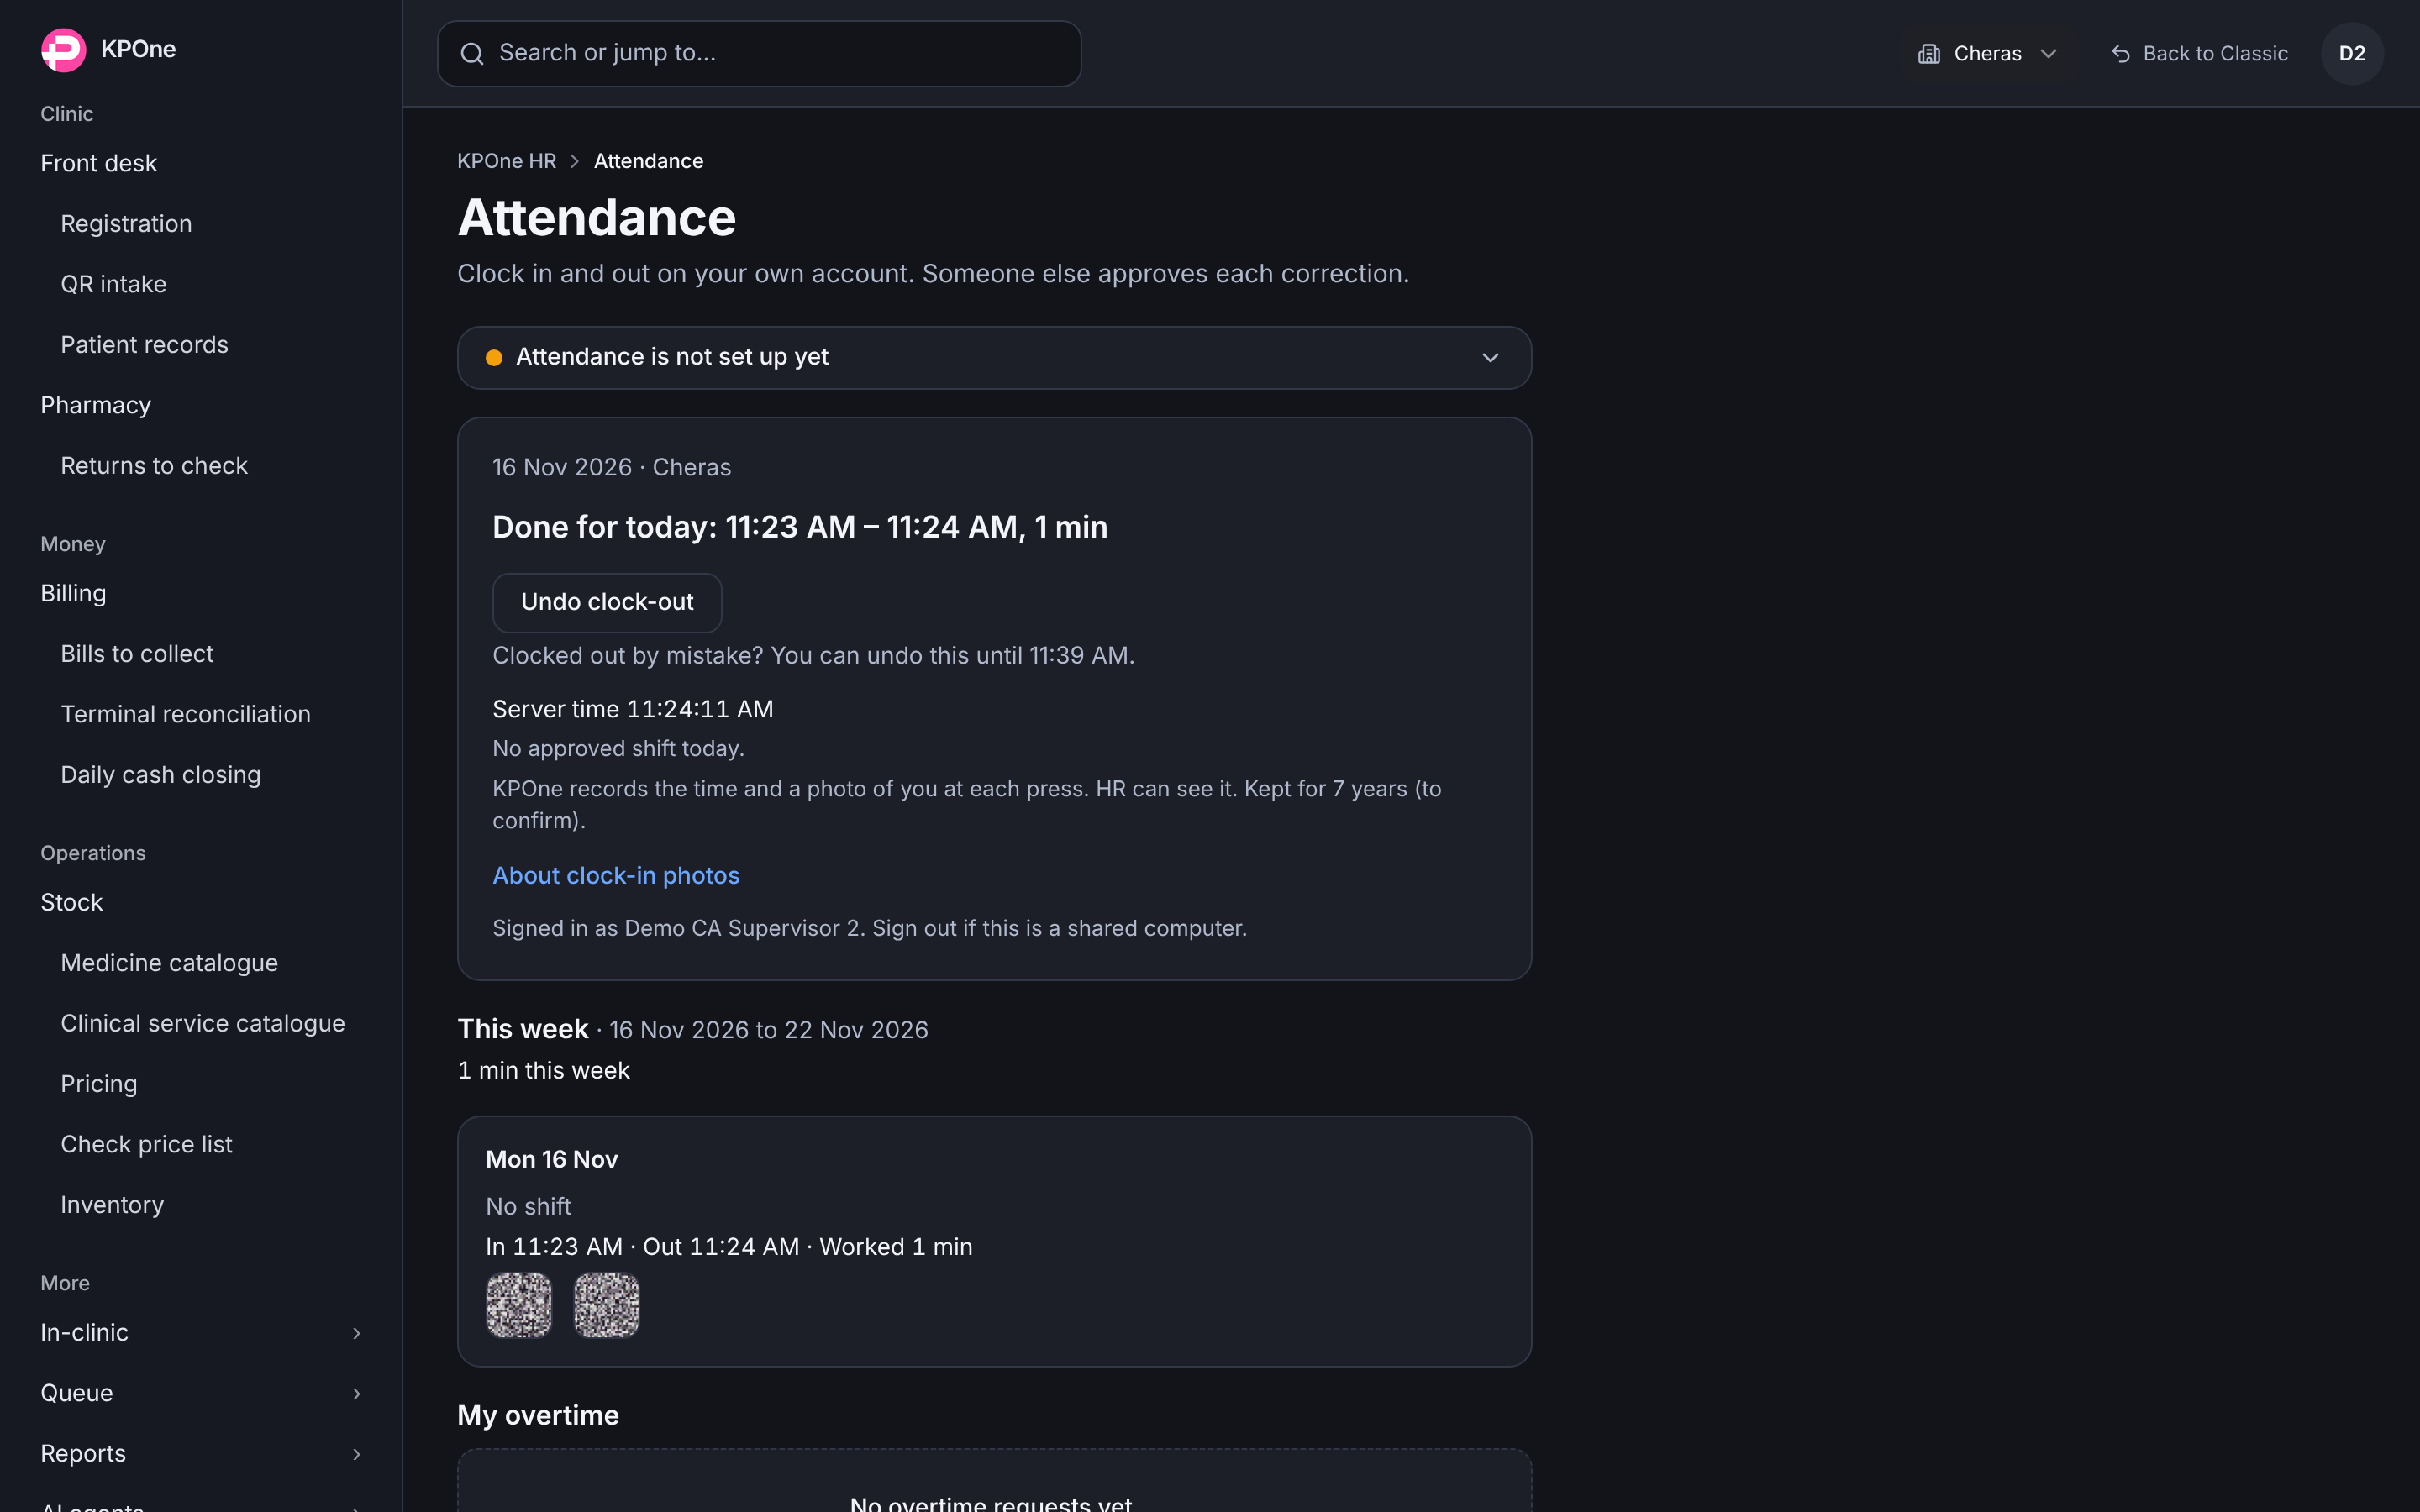 KPOne
Clinic
Front desk
Registration
QR intake
Patient records
Pharmacy
Returns to check
Money
Billing
Bills to collect
Terminal reconciliation
Daily cash closing
Operations
Stock
Medicine catalogue
Clinical service catalogue
Pricing
Check price list
Inventory
More
In-clinic
Queue
Reports
AI agents
Search or jump to...
Cheras
Back to Classic
D2
KPOne HR > Attendance
Attendance
Clock in and out on your own account. Someone else approves each correction.
Attendance is not set up yet
16 Nov 2026 · Cheras
Done for today: 11:23 AM – 11:24 AM, 1 min
Undo clock-out
Clocked out by mistake? You can undo this until 11:39 AM.
Server time 11:24:11 AM
No approved shift today.
KPOne records the time and a photo of you at each press. HR can see it. Kept for 7 years (to
confirm).
About clock-in photos
Signed in as Demo CA Supervisor 2. Sign out if this is a shared computer.
This week · 16 Nov 2026 to 22 Nov 2026
1 min this week
Mon 16 Nov
No shift
In 11:23 AM · Out 11:24 AM · Worked 1 min
My overtime
No overtime requests yet